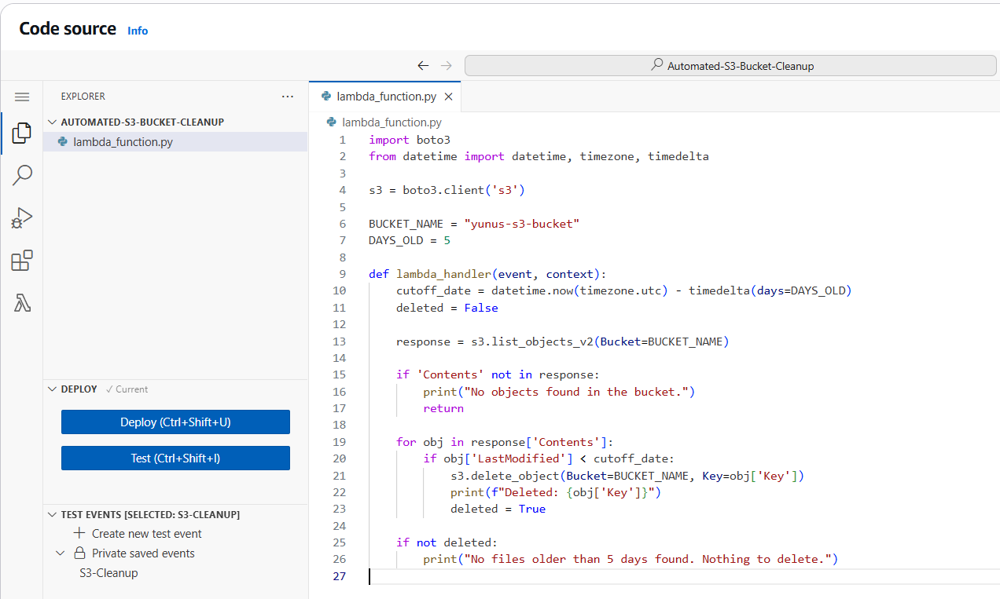 Code source Info
Automated-S3-Bucket-Cleanup
EXPLORER ...
AUTOMATED-S3-BUCKET-CLEANUP
lambda_function.py
DEPLOY ✓ Current
Deploy (Ctrl+Shift+U)
Test (Ctrl+Shift+I)
TEST EVENTS [SELECTED: S3-CLEANUP]
Create new test event
Private saved events
S3-Cleanup
lambda_function.py
lambda_function.py
1 import boto3
2 from datetime import datetime, timezone, timedelta
3
4 s3 = boto3.client('s3')
5
6 BUCKET_NAME = "yunus-s3-bucket"
7 DAYS_OLD = 5
8
9 def lambda_handler(event, context):
10     cutoff_date = datetime.now(timezone.utc) - timedelta(days=DAYS_OLD)
11     deleted = False
12
13     response = s3.list_objects_v2(Bucket=BUCKET_NAME)
14
15     if 'Contents' not in response:
16         print("No objects found in the bucket.")
17         return
18
19     for obj in response['Contents']:
20         if obj['LastModified'] < cutoff_date:
21             s3.delete_object(Bucket=BUCKET_NAME, Key=obj['Key'])
22             print(f"Deleted: {obj['Key']}")
23             deleted = True
24
25     if not deleted:
26         print("No files older than 5 days found. Nothing to delete.")
27